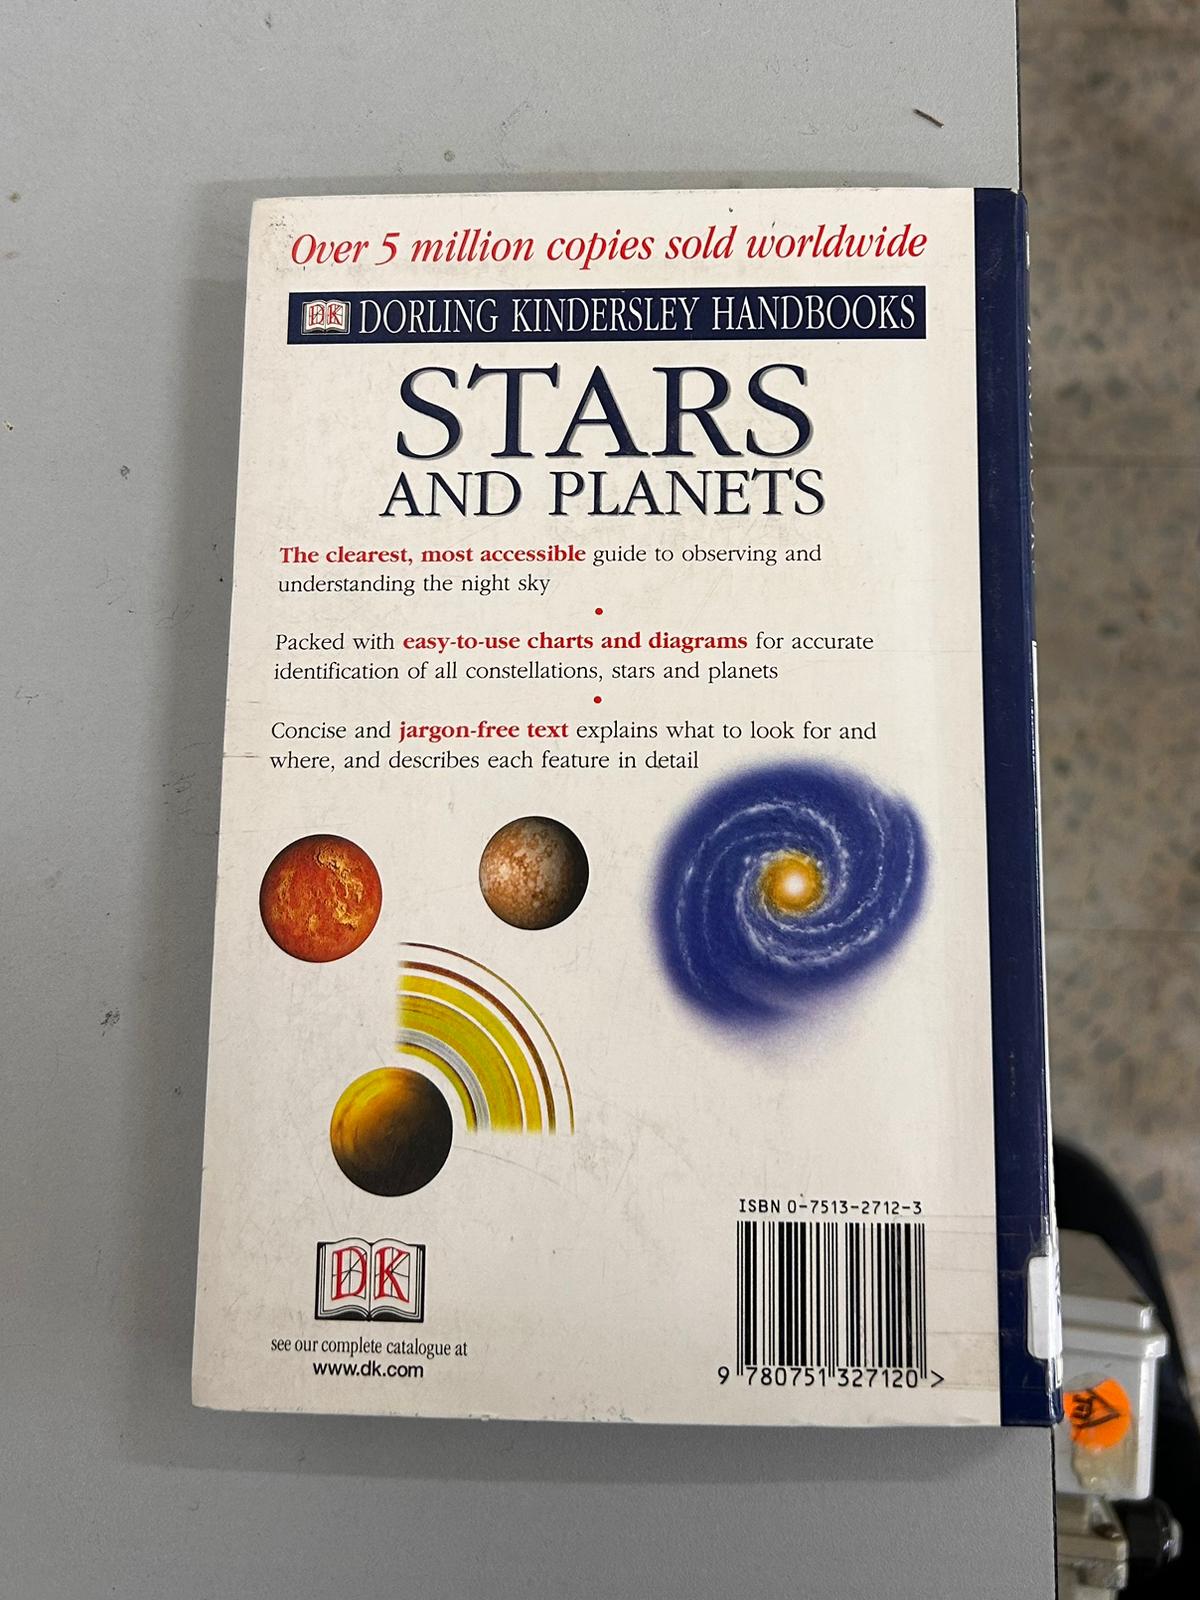 Over 5 million copies sold worldwide
DK DORLING KINDERSLEY HANDBOOKS
STARS
AND PLANETS
The clearest, most accessible guide to observing and
understanding the night sky
•
Packed with easy-to-use charts and diagrams for accurate
identification of all constellations, stars and planets
•
Concise and jargon-free text explains what to look for and
where, and describes each feature in detail
ISBN 0-7513-2712-3
DK
see our complete catalogue at
www.dk.com
9 780751 327120 >